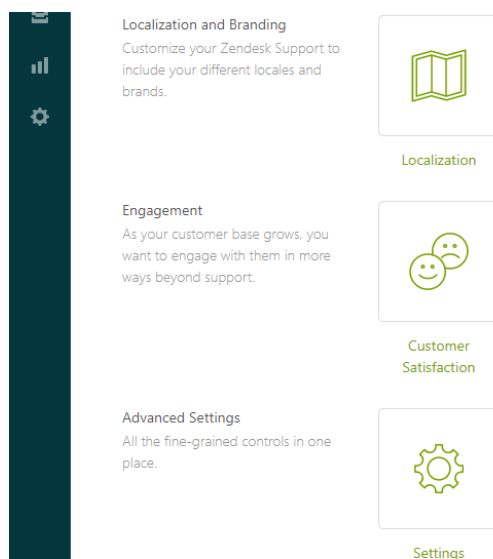 Localization and Branding
Customize your Zendesk Support to
include your different locales and
brands.
Localization
Engagement
As your customer base grows, you
want to engage with them in more
ways beyond support.
Customer
Satisfaction
Advanced Settings
All the fine-grained controls in one
place.
Settings